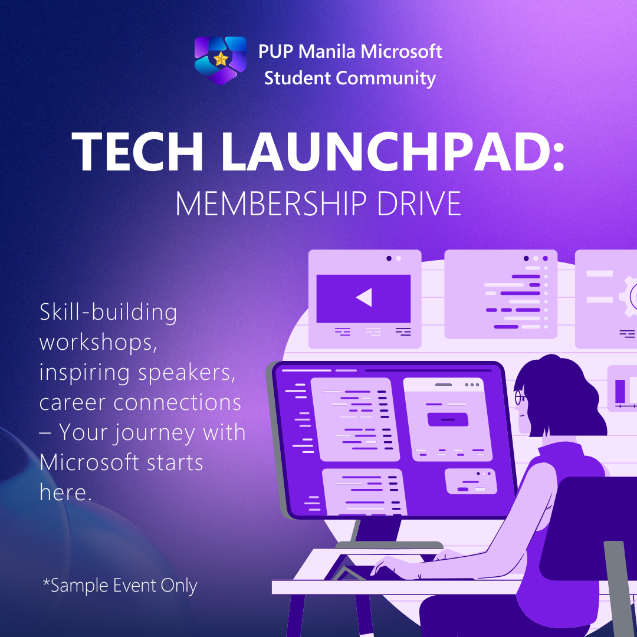 PUP Manila Microsoft
Student Community
TECH LAUNCHPAD:
MEMBERSHIP DRIVE
Skill-building
workshops,
inspiring speakers,
career connections
– Your journey with
Microsoft starts
here.
*Sample Event Only